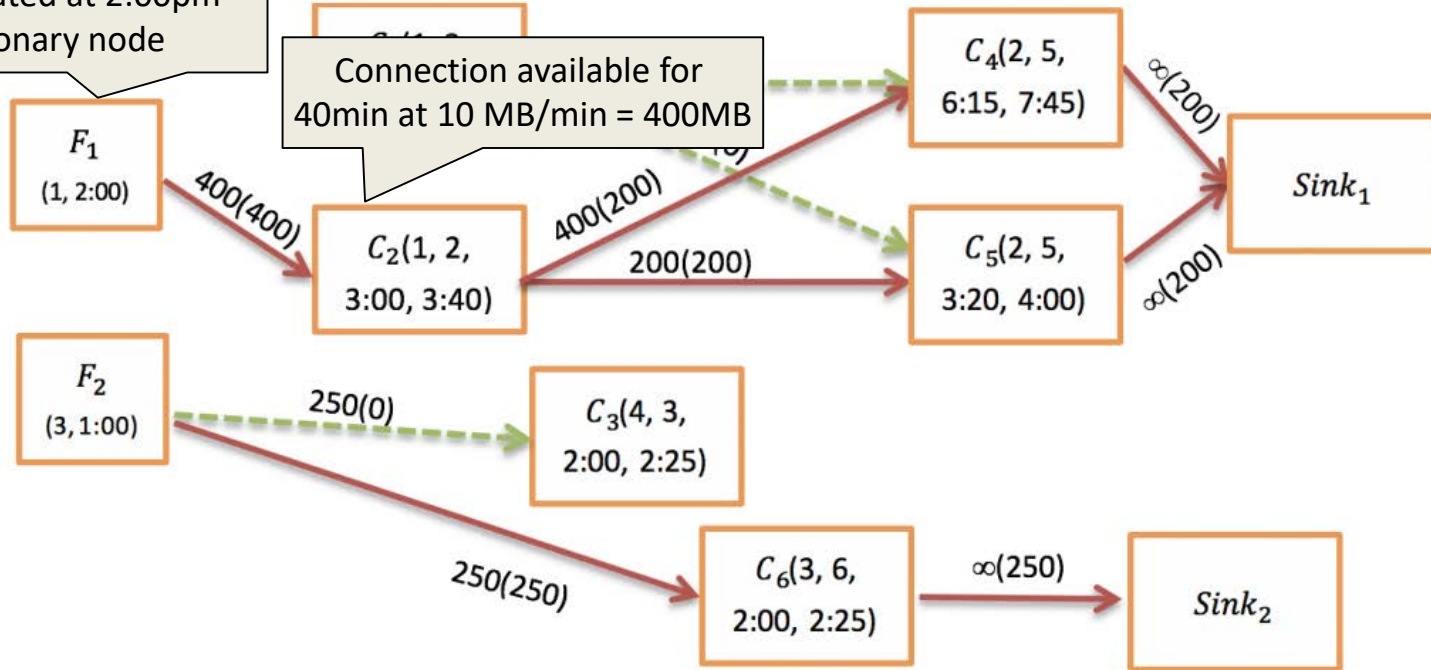 at 2:00pm
node
Connection available for
40min at 10 MB/min = 400MB
F₁
(1, 2:00)
400(400)
C₂(1, 2,
3:00, 3:40)
400(200)
200(200)
C₄(2, 5,
6:15, 7:45)
∞(200)
C₅(2, 5,
3:20, 4:00)
∞(200)
Sink₁
F₂
(3, 1:00)
250(0)
C₃(4, 3,
2:00, 2:25)
250(250)
C₆(3, 6,
2:00, 2:25)
∞(250)
Sink₂